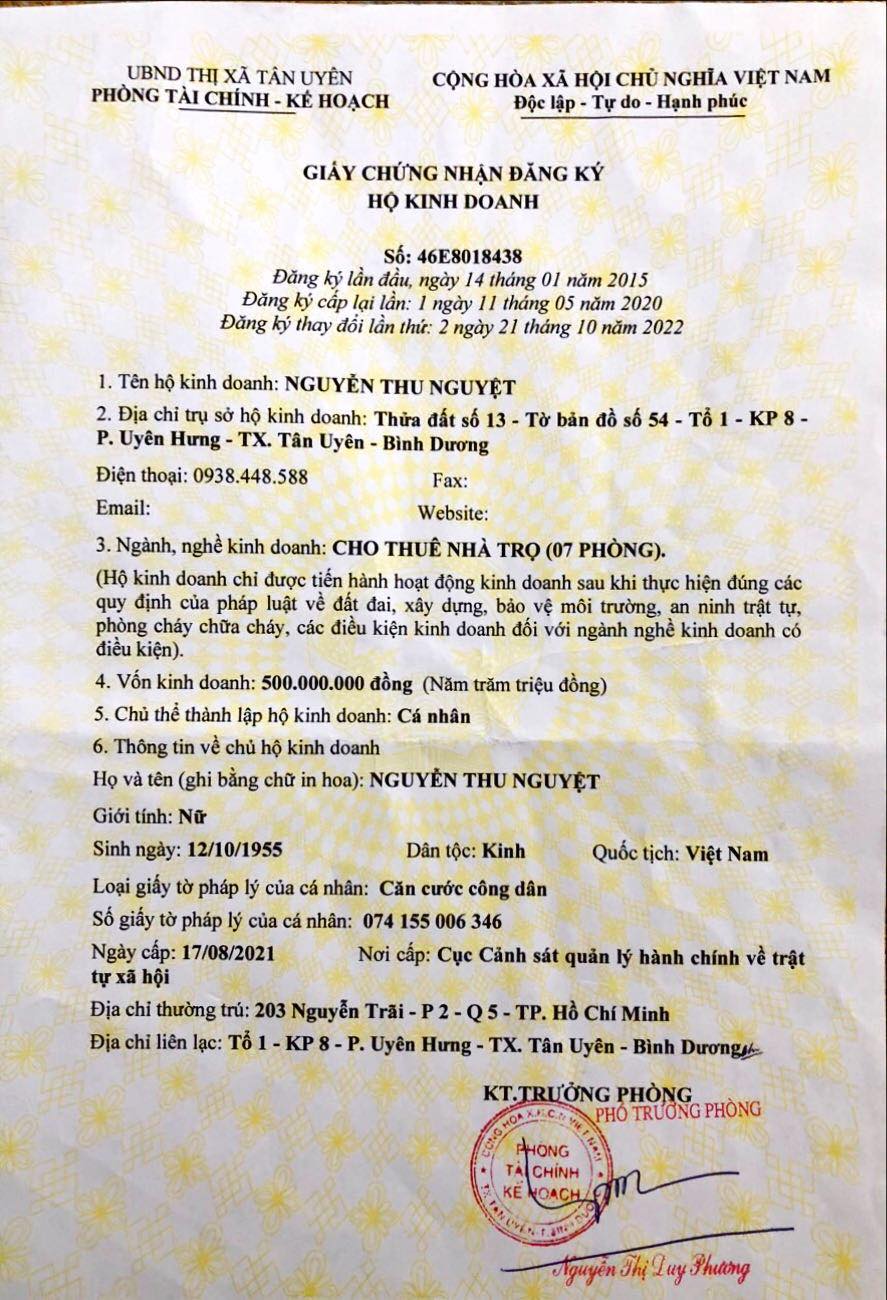 UBND THỊ XÃ TÂN UYÊN
PHÒNG TÀI CHÍNH - KẾ HOẠCH
CỘNG HÒA XÃ HỘI CHỦ NGHĨA VIỆT NAM
Độc lập - Tự do - Hạnh phúc
GIẤY CHỨNG NHẬN ĐĂNG KÝ
HỘ KINH DOANH
Số: 46E8018438
Đăng ký lần đầu, ngày 14 tháng 01 năm 2015
Đăng ký cấp lại lần: 1 ngày 11 tháng 05 năm 2020
Đăng ký thay đổi lần thứ: 2 ngày 21 tháng 10 năm 2022
1. Tên hộ kinh doanh: NGUYỄN THU NGUYỆT
2. Địa chỉ trụ sở hộ kinh doanh: Thửa đất số 13 - Tờ bản đồ số 54 - Tổ 1 - KP 8 -
P. Uyên Hưng - TX. Tân Uyên - Bình Dương
Điện thoại: 0938.448.588 Fax:
Email: Website:
3. Ngành, nghề kinh doanh: CHO THUÊ NHÀ TRỌ (07 PHÒNG).
(Hộ kinh doanh chỉ được tiến hành hoạt động kinh doanh sau khi thực hiện đúng các
quy định của pháp luật về đất đai, xây dựng, bảo vệ môi trường, an ninh trật tự,
phòng cháy chữa cháy, các điều kiện kinh doanh đối với ngành nghề kinh doanh có
điều kiện).
4. Vốn kinh doanh: 500.000.000 đồng (Năm trăm triệu đồng)
5. Chủ thể thành lập hộ kinh doanh: Cá nhân
6. Thông tin về chủ hộ kinh doanh
Họ và tên (ghi bằng chữ in hoa): NGUYỄN THU NGUYỆT
Giới tính: Nữ
Sinh ngày: 12/10/1955 Dân tộc: Kinh Quốc tịch: Việt Nam
Loại giấy tờ pháp lý của cá nhân: Căn cước công dân
Số giấy tờ pháp lý của cá nhân: 074 155 006 346
Ngày cấp: 17/08/2021 Nơi cấp: Cục Cảnh sát quản lý hành chính về trật
tự xã hội
Địa chỉ thường trú: 203 Nguyễn Trãi - P 2 - Q 5 - TP. Hồ Chí Minh
Địa chỉ liên lạc: Tổ 1 - KP 8 - P. Uyên Hưng - TX. Tân Uyên - Bình Dương
KT.TRƯỞNG PHÒNG
PHÓ TRƯỞNG PHÒNG
CỘNG HÒA X.H.C.N VIỆT NAM
PHÒNG
TÀI CHÍNH
KẾ HOẠCH
TX.TÂN UYÊN-T.BÌNH DƯƠNG
Nguyễn Thị Duy Phương